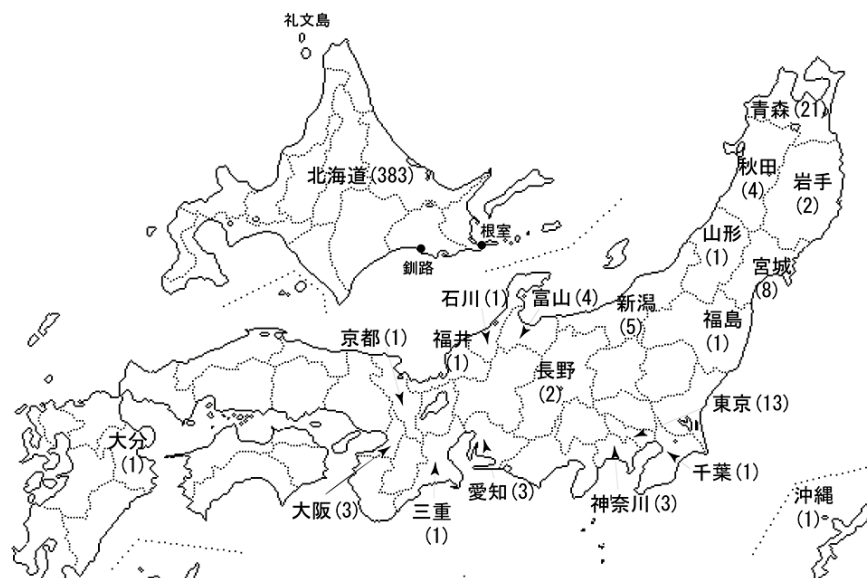 礼文島
青森(21)
北海道(383)
秋田
(4)
岩手
(2)
根室
山形
(1)
釧路
宮城
(8)
石川(1)
富山(4)
新潟
(5)
福島
(1)
京都(1)
福井
(1)
長野
(2)
東京(13)
大分
(1)
千葉(1)
大阪(3)
三重
(1)
愛知(3)
神奈川(3)
沖縄
(1)